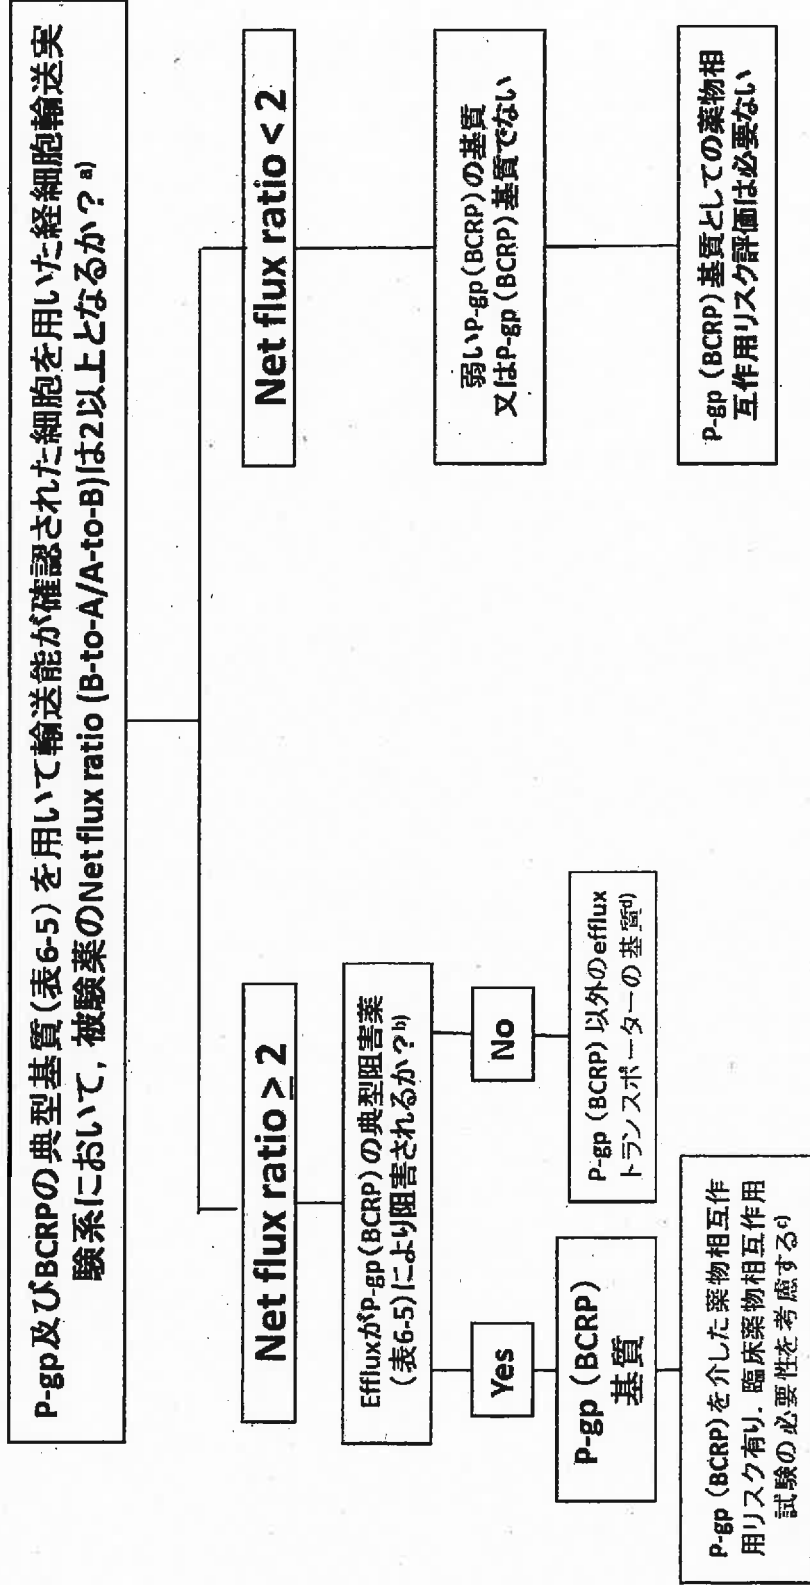 P-gp及びBCRPの典型基質(表6-5)を用いて輸送能が確認された細胞を用いた経細胞輸送実
験系において, 被験薬のNet flux ratio (B-to-A/A-to-B)は2以上となるか? a)
Net flux ratio > 2
Net flux ratio < 2
Effluxが P-gp(BCRP)の典型阻害薬
(表6-5)により阻害されるか? b)
弱いP-gp(BCRP)の基質
又はP-gp(BCRP)基質でない
Yes
No
P-gp(BCRP)
基質
P-gp(BCRP)以外のefflux
トランスポーターの基質d)
P-gp(BCRP)基質としての薬物相
互作用リスク評価は必要ない
P-gp(BCRP)を介した薬物相互作
用リスク有り. 臨床薬物相互作用
試験の必要性を考慮するc)